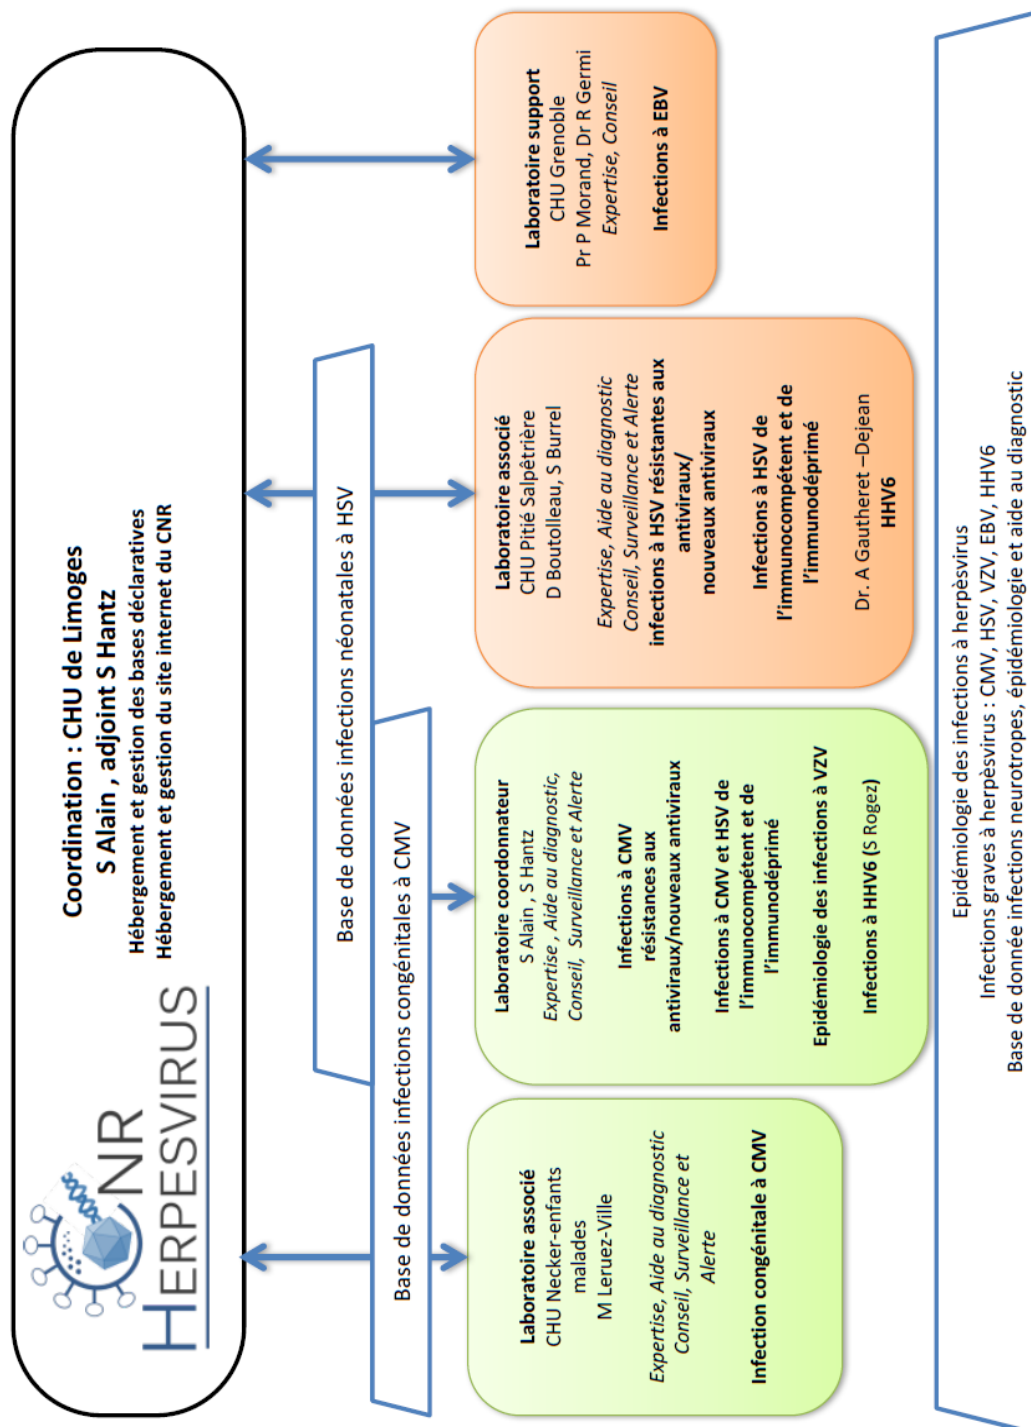 CNR
HERPESVIRUS
Coordination : CHU de Limoges
S Alain , adjoint S Hantz
Hébergement et gestion des bases déclaratives
Hébergement et gestion du site internet du CNR
Base de données infections néonatales à HSV
Base de données infections congénitales à CMV
Laboratoire associé
CHU Necker-enfants
malades
M Leruez-Ville
Expertise, Aide au diagnostic
Conseil, Surveillance et
Alerte
Infection congénitale à CMV
Laboratoire coordonnateur
S Alain , S Hantz
Expertise , Aide au diagnostic,
Conseil, Surveillance et Alerte
Infections à CMV
résistances aux
antiviraux/nouveaux antiviraux
Infections à CMV et HSV de
l’immunocompétent et de
l’immunodéprimé
Epidémiologie des infections à VZV
Infections à HHV6 (S Rogez)
Laboratoire associé
CHU Pitié Salpétrière
D Boutolleau, S Burrel
Expertise, Aide au diagnostic
Conseil, Surveillance et Alerte
infections à HSV résistantes aux
antiviraux/
nouveaux antiviraux
Infections à HSV de
l’immunocompétent et de
l’immunodéprimé
Dr. A Gautheret –Dejean
HHV6
Laboratoire support
CHU Grenoble
Pr P Morand, Dr R Germi
Expertise, Conseil
Infections à EBV
Epidémiologie des infections à herpèsvirus
Infections graves à herpèsvirus : CMV, HSV, VZV, EBV, HHV6
Base de donnée infections neurotropes, épidémiologie et aide au diagnostic